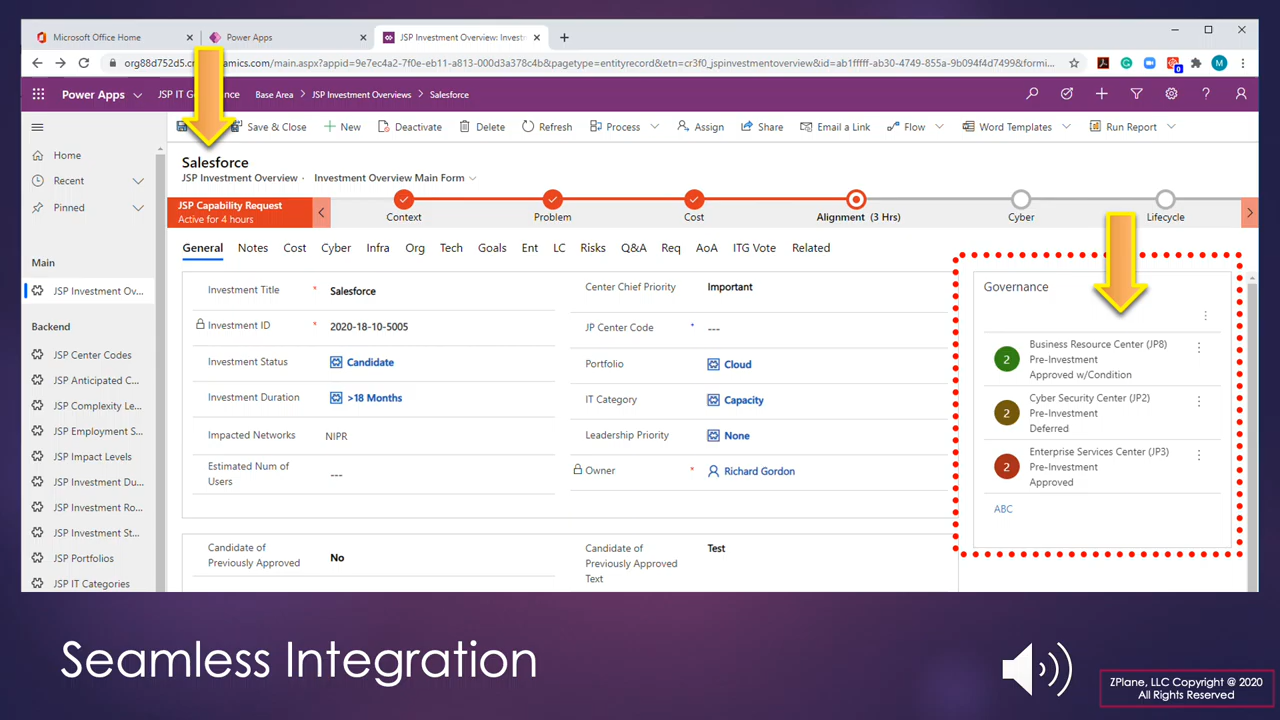 Microsoft Office Home
Power Apps
JSP Investment Overview: Invest
org88d752d5.c
amics.com/main.aspx?appid=9e7ec4a2-7f0e-eb11-a813-000d3a378c4b&pagetype=entityrecord&etn=cr3f0_jspinvestmentoverview&id=ab1fffff-ab30-4749-855a-9b094f4d7499&formi...
0
M
Power Apps
JSP IT G
nce
Base Area > JSP Investment Overviews > Salesforce
Save & Close
New
Deactivate
Delete
Refresh
Process
Assign
Share
Email a Link
Flow
Word Templates
Run Report
Home
Recent
Pinned
Main
JSP Investment Ov...
Backend
JSP Center Codes
JSP Anticipated C...
JSP Complexity Le...
JSP Employment S...
JSP Impact Levels
JSP Investment Du...
JSP Investment Ro...
JSP Investment St...
JSP Portfolios
JSP IT Categories
Salesforce
JSP Investment Overview · Investment Overview Main Form
JSP Capability Request
Active for 4 hours
Context
Problem
Cost
Alignment (3 Hrs)
Cyber
Lifecycle
General Notes Cost Cyber Infra Org Tech Goals Ent LC Risks Q&A Req AoA ITG Vote Related
Investment Title * Salesforce
Investment ID * 2020-18-10-5005
Investment Status Candidate
Investment Duration >18 Months
Impacted Networks NIPR
Estimated Num of
Users
---
Center Chief Priority Important
JP Center Code * ---
Portfolio Cloud
IT Category Capacity
Leadership Priority None
Owner * Richard Gordon
Candidate of
Previously Approved
No
Candidate of
Previously Approved
Text
Test
Governance
2
Business Resource Center (JP8)
Pre-Investment
Approved w/Condition
2
Cyber Security Center (JP2)
Pre-Investment
Deferred
2
Enterprise Services Center (JP3)
Pre-Investment
Approved
ABC
Seamless Integration
ZPlane, LLC Copyright @ 2020
All Rights Reserved